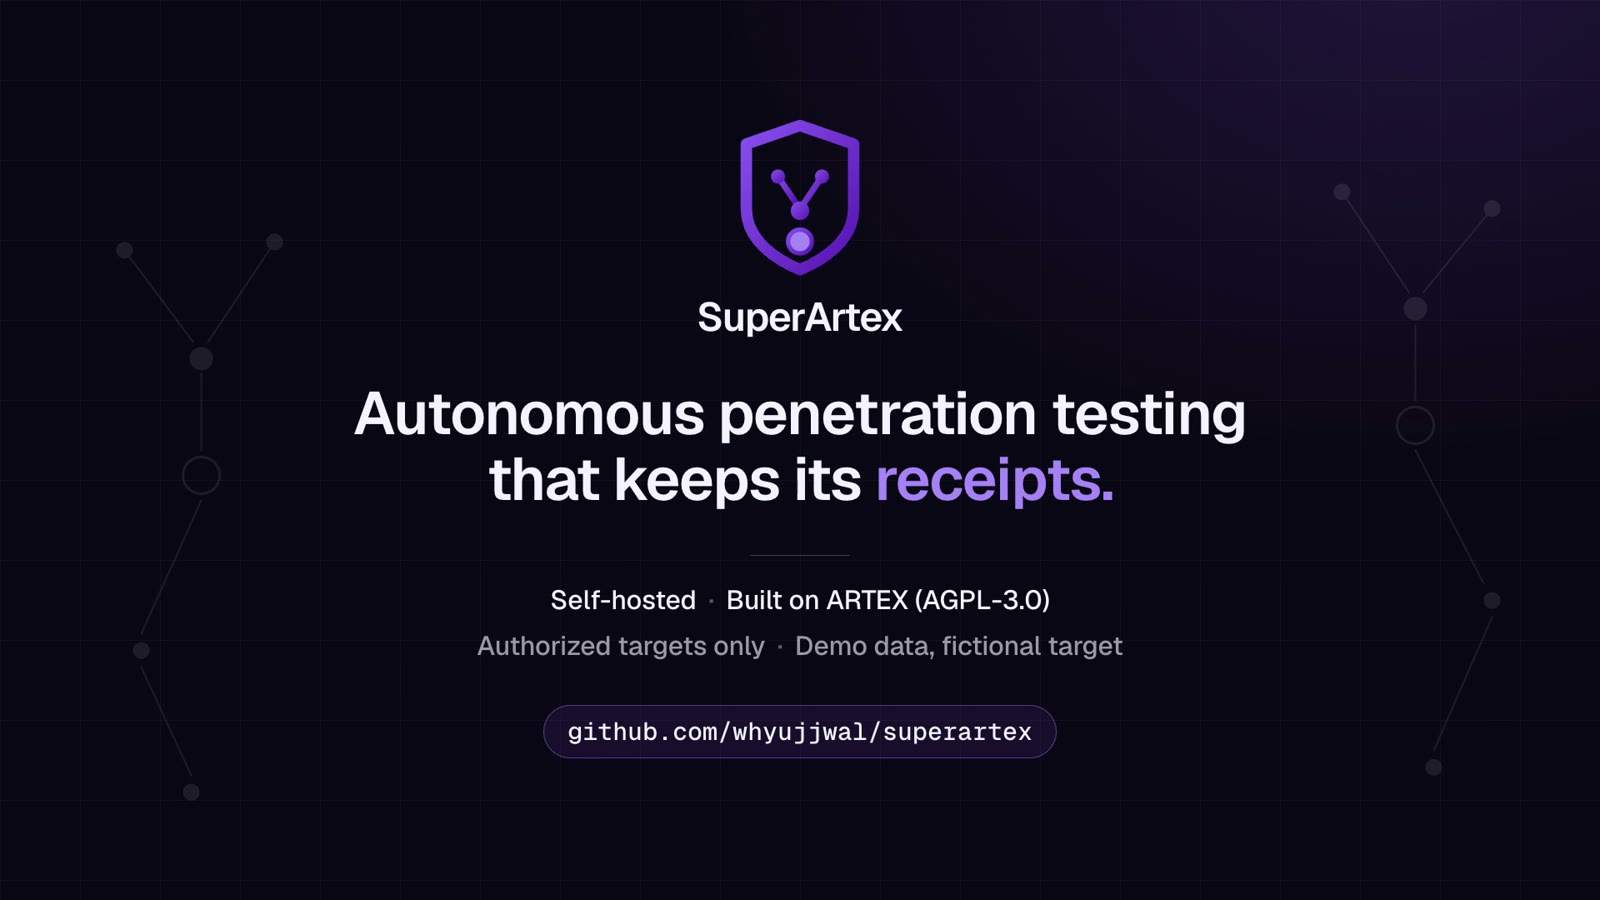 SuperArtex
Autonomous penetration testing
that keeps its receipts.
Self-hosted · Built on ARTEX (AGPL-3.0)
Authorized targets only · Demo data, fictional target
github.com/whyujjwal/superartex